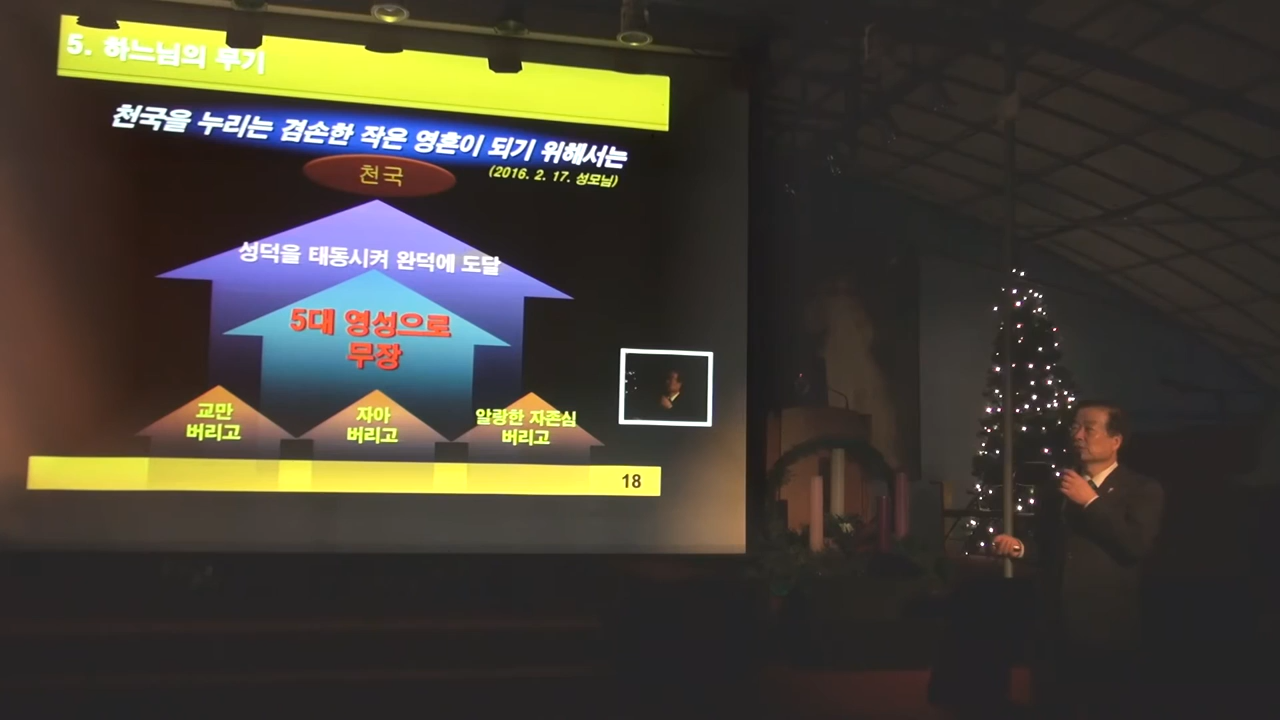 5. 하느님의 무기
천국을 누리는 겸손한 작은 영혼이 되기 위해서는
(2016. 2. 17. 성모님)
천국
성덕을 태동시켜 완덕에 도달
5대 영성으로
무장
교만
버리고
자아
버리고
알량한 자존심
버리고
18